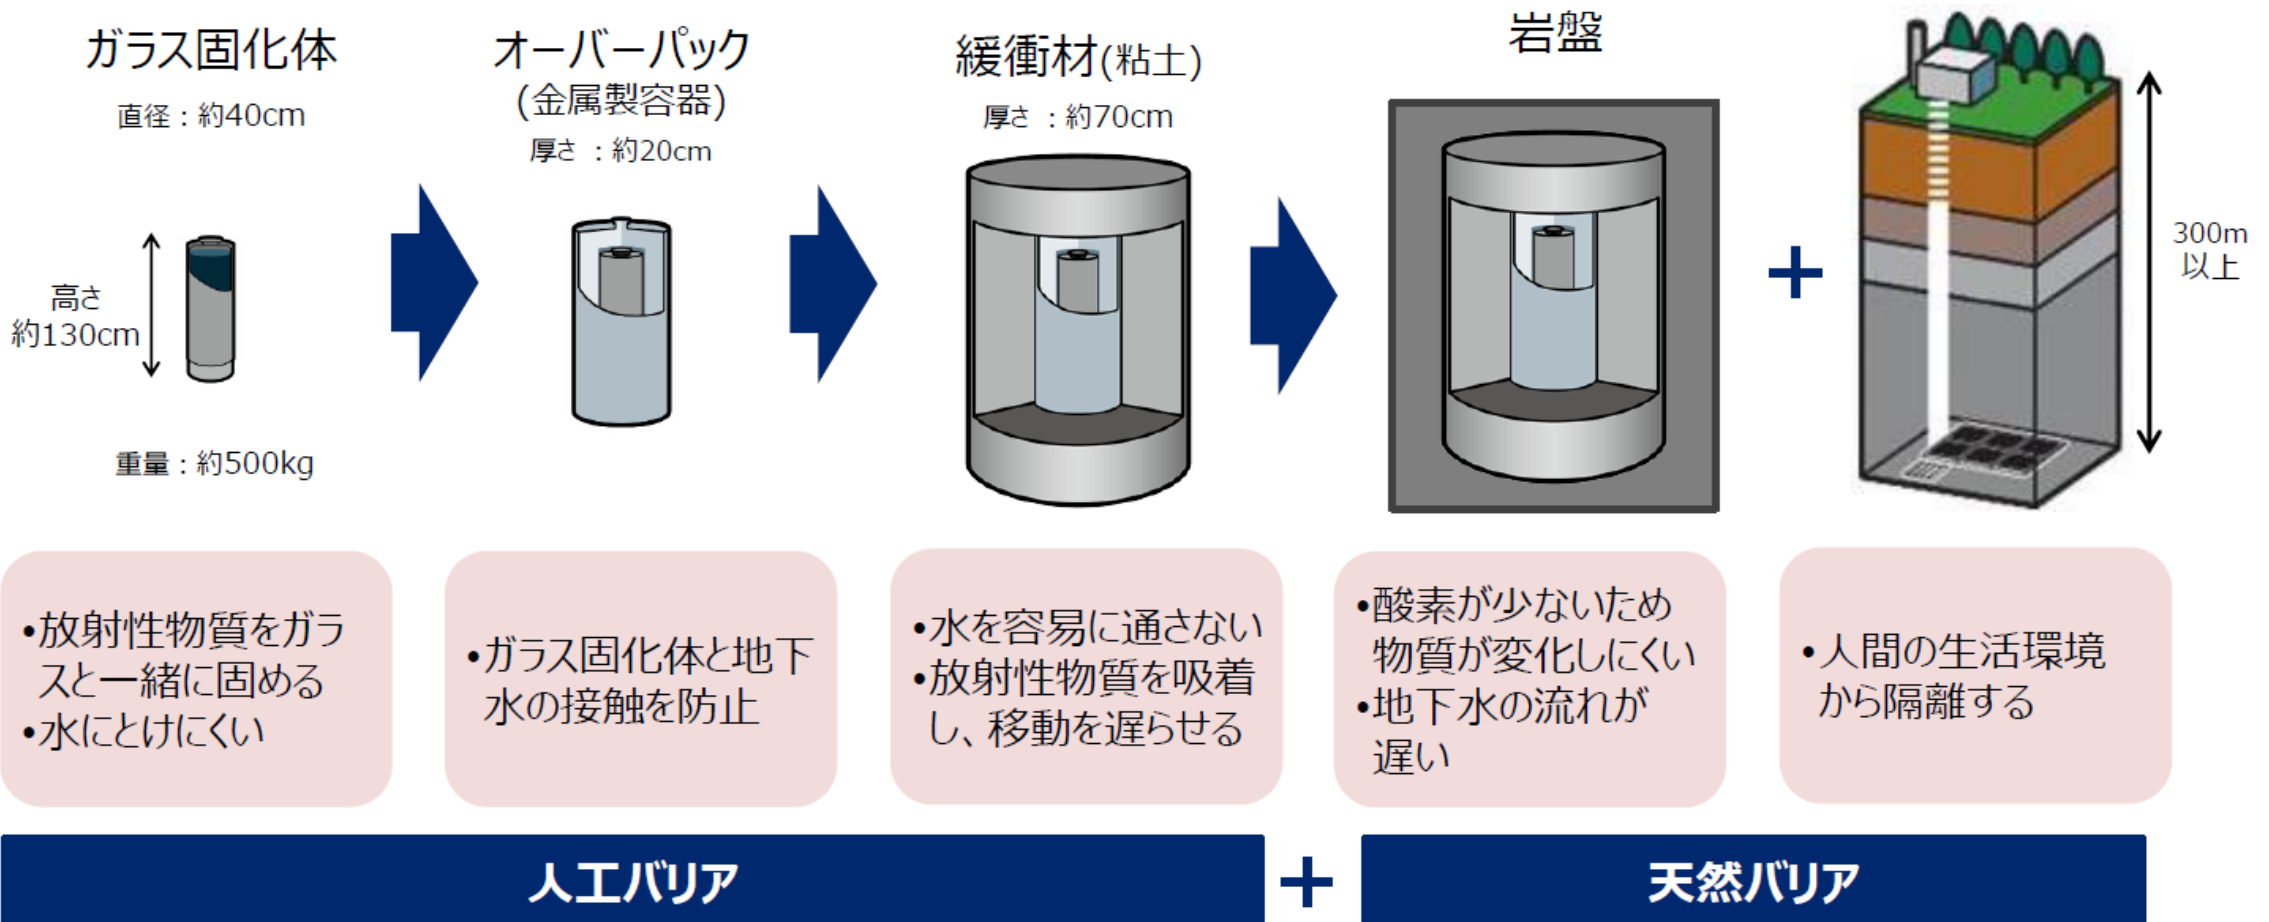 ガラス固化体
直径：約40cm
高さ
約130cm
重量：約500kg
オーバーパック
(金属製容器)
厚さ ：約20cm
緩衝材(粘土)
厚さ ：約70cm
岩盤
+
300m
以上
•放射性物質をガラ
スと一緒に固める
•水にとけにくい
•ガラス固化体と地下
水の接触を防止
•水を容易に通さない
•放射性物質を吸着
し、移動を遅らせる
•酸素が少ないため
物質が変化しにくい
•地下水の流れが
遅い
•人間の生活環境
から隔離する
人工バリア
+
天然バリア